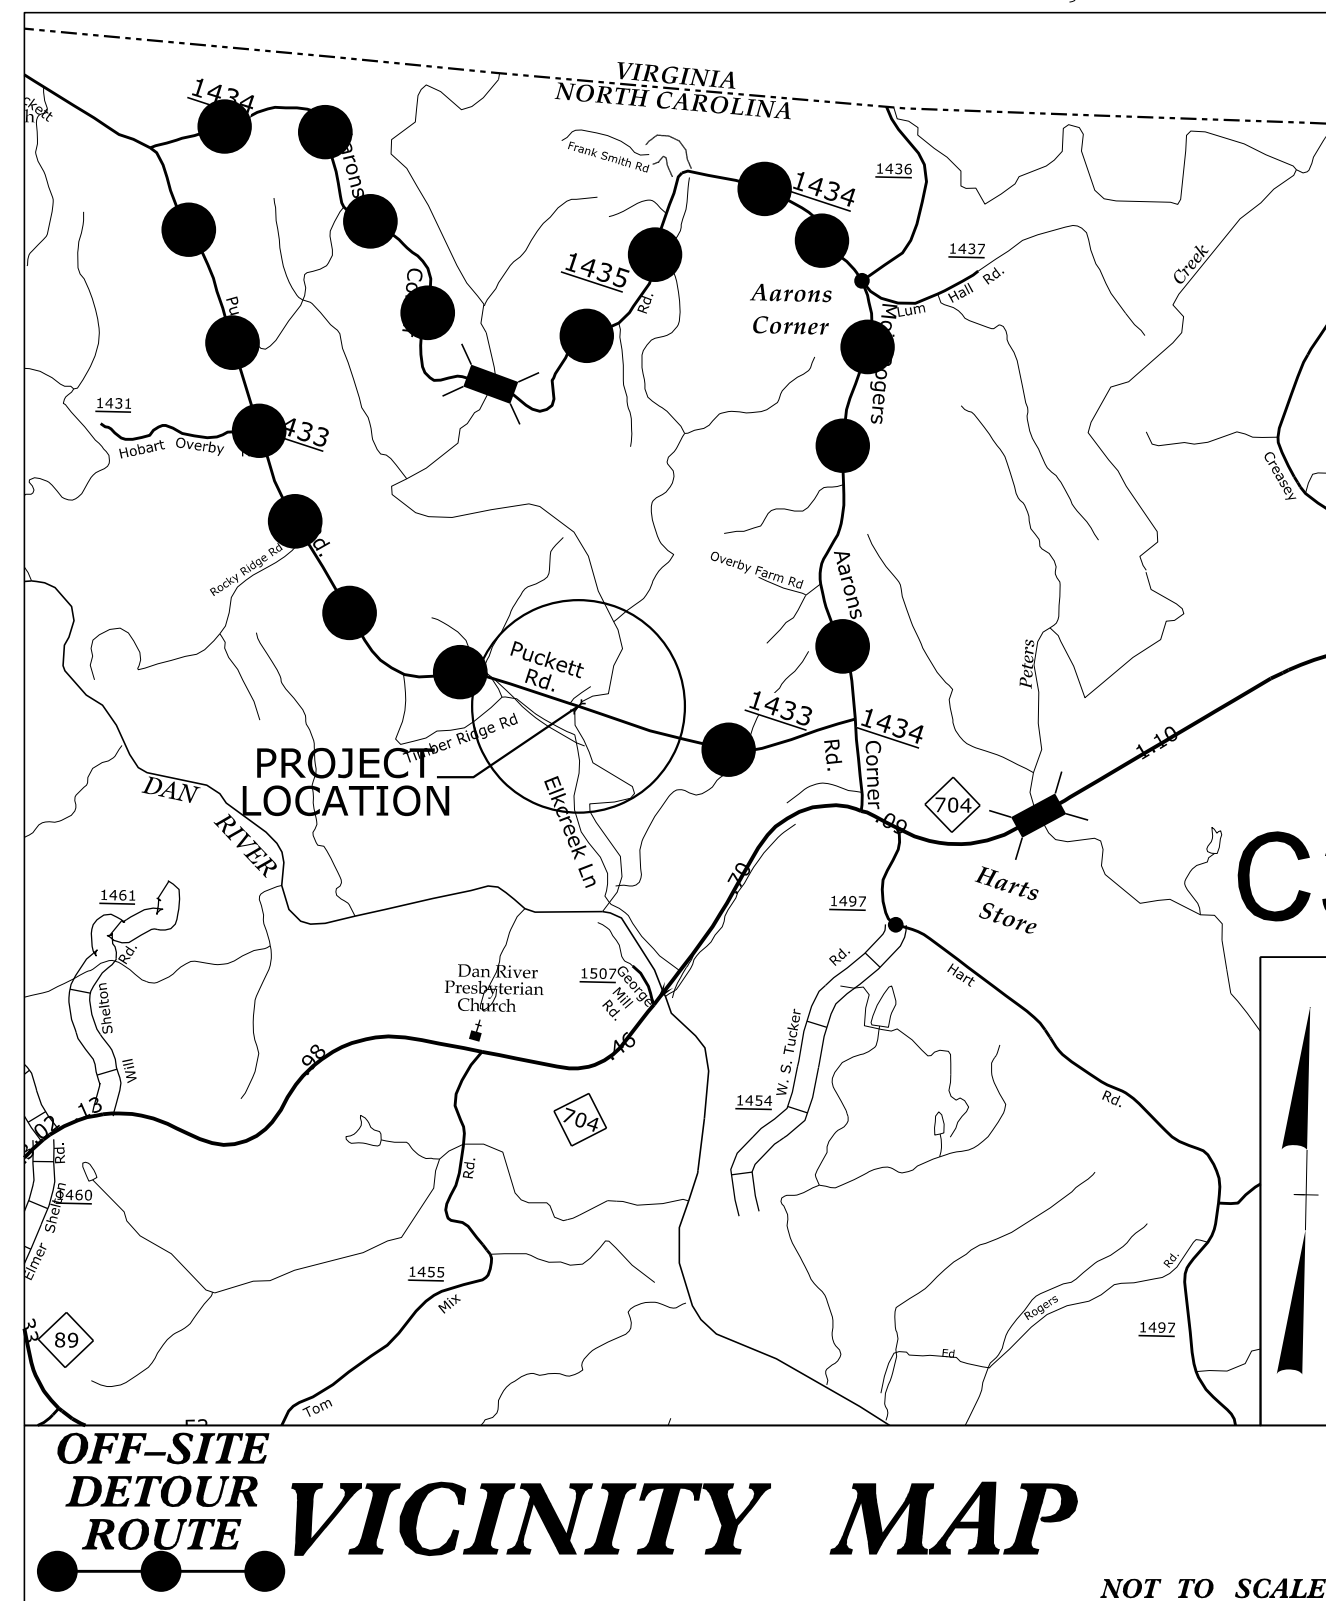 VIRGINIA
NORTH CAROLINA
1434
Frank Smith Rd
1434
1436
1437
Lum Hall Rd.
Creek
1435
Rd.
Aarons
Corner
1431
Hobart Overby
Rocky Ridge Rd
Overby Farm Rd
Aarons
Creasey
Peters
Puckett
Rd.
1433
1434
Rd.
Corner
Timber Ridge Rd
PROJECT
LOCATION
DAN
RIVER
Elkcreek Ln
1.10
704
.09
.70
Harts
Store
1461
1497
Rd.
Rd.
Hart
Dan River
Presbyterian
Church
1507
George
Mill
Rd.
Shelton
Will
W. S. Tucker
.98
.46
704
1454
Rd.
.13
.02
Rd.
Rd.
1460
Shelton
Elmer
1455
Mix
Tom
Rd.
Rogers
Ed
1497
89
OFF–SITE
DETOUR
ROUTE
VICINITY MAP
NOT TO SCALE